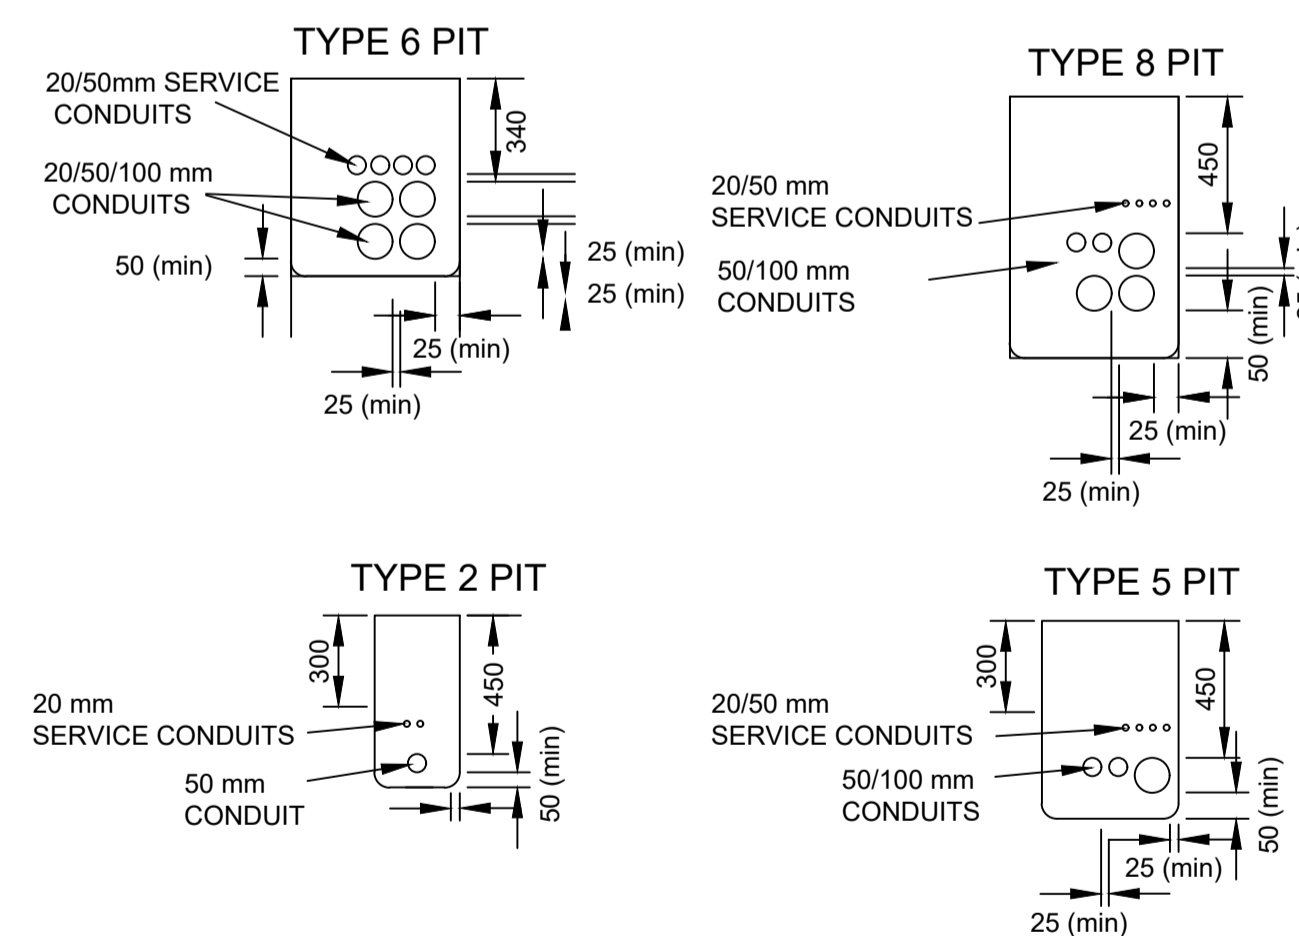 TYPE 6 PIT
20/50mm SERVICE
CONDUITS
340
20/50/100 mm
CONDUITS
50 (min)
25 (min)
25 (min)
25 (min)
25 (min)
TYPE 8 PIT
450
20/50 mm
SERVICE CONDUITS
50/100 mm
CONDUITS
50 (min)
25 (min)
25 (min)
TYPE 2 PIT
300
450
20 mm
SERVICE CONDUITS
50 mm
CONDUIT
50 (min)
TYPE 5 PIT
300
450
20/50 mm
SERVICE CONDUITS
50/100 mm
CONDUITS
50 (min)
25 (min)
25 (min)